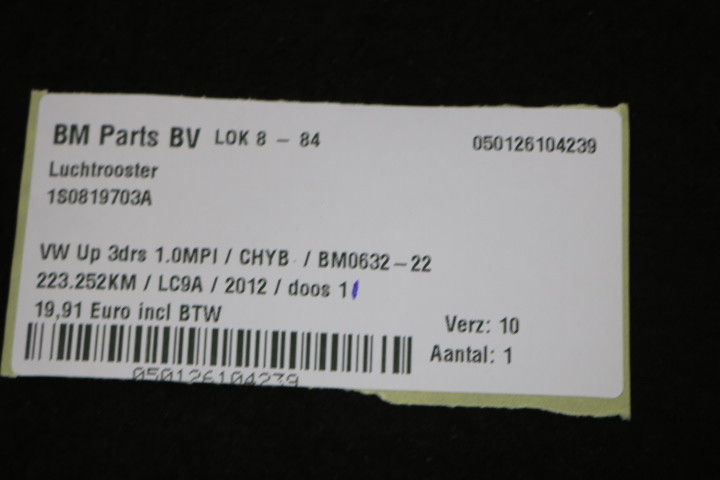 BM Parts BV LOK 8 - 84 050126104239
Luchtrooster
1S0819703A
VW Up 3drs 1.0MPI / CHYB / BM0632-22
223.252KM / LC9A / 2012 / doos 11
19,91 Euro incl BTW
Verz: 10
Aantal: 1
050126104239